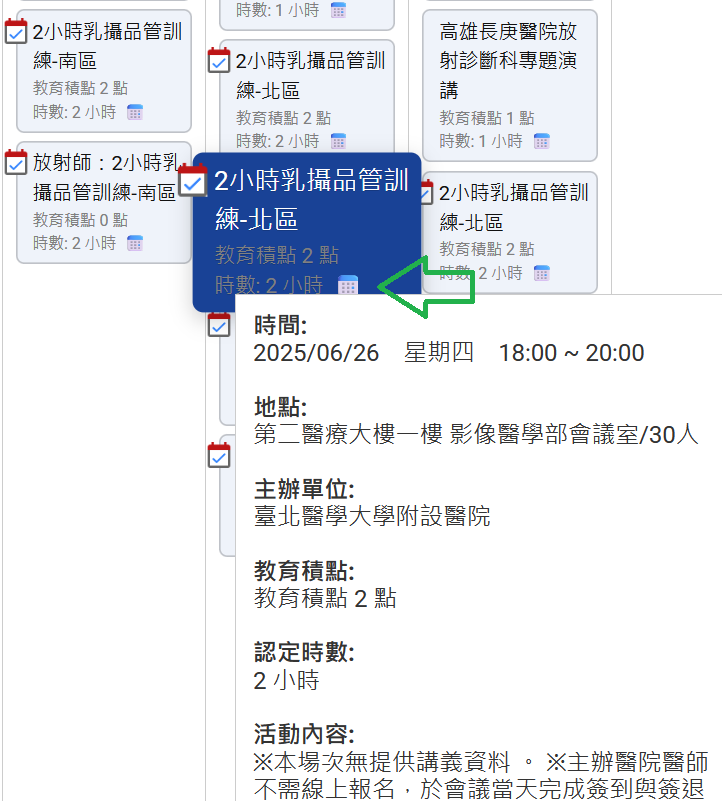 2小時乳攝品管訓
練-南區
教育積點 2 點
時數: 2 小時
放射師：2小時乳
攝品管訓練-南區
教育積點 0 點
時數: 2 小時
時數: 1 小時
2小時乳攝品管訓
練-北區
教育積點 2 點
時數: 2 小時
2小時乳攝品管訓
練-北區
教育積點 2 點
時數: 2 小時
高雄長庚醫院放
射診斷科專題演
講
教育積點 1 點
時數: 1 小時
2小時乳攝品管訓
練-北區
教育積點 2 點
時數: 2 小時
時間:
2025/06/26 星期四 18:00 ~ 20:00
地點:
第二醫療大樓一樓 影像醫學部會議室/30人
主辦單位:
臺北醫學大學附設醫院
教育積點:
教育積點 2 點
認定時數:
2 小時
活動內容:
※本場次無提供講義資料 。 ※主辦醫院醫師
不需線上報名，於會議當天完成簽到與簽退